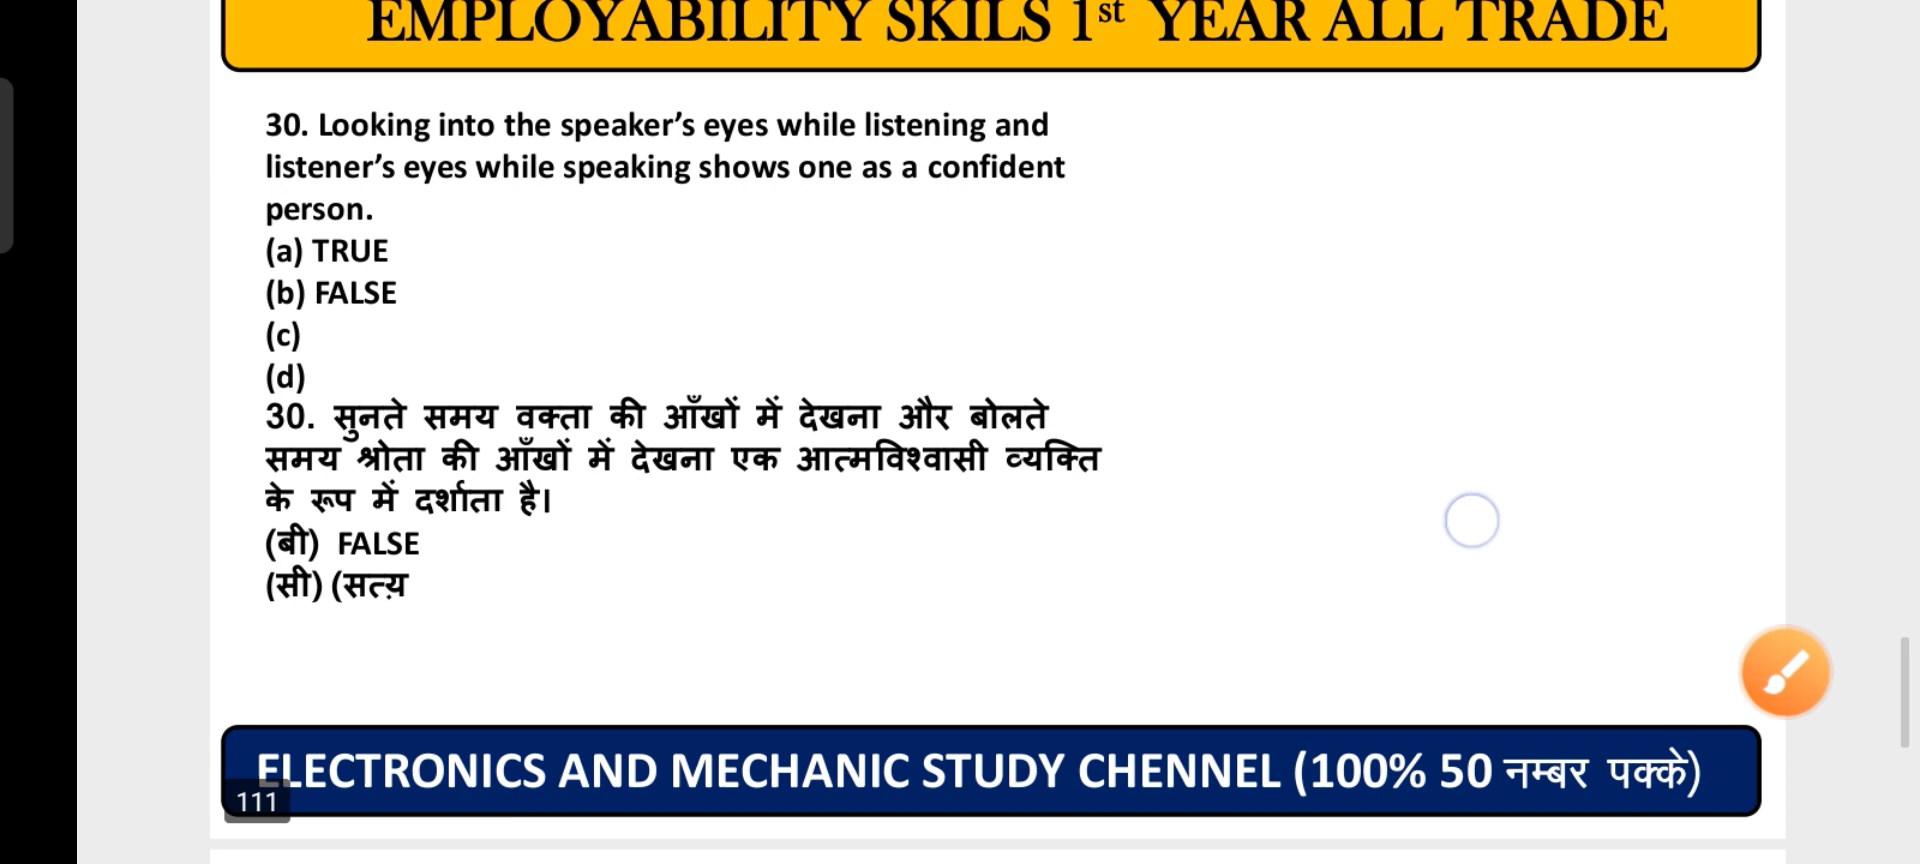 EMPLOYABILITY SKILS 1st YEAR ALL TRADE
30. Looking into the speaker’s eyes while listening and
listener’s eyes while speaking shows one as a confident
person.
(a) TRUE
(b) FALSE
(c)
(d)
30. सुनते समय वक्ता की आँखों में देखना और बोलते
समय श्रोता की आँखों में देखना एक आत्मविश्वासी व्यक्ति
के रूप में दर्शाता है।
(बी) FALSE
(सी) (सत्य़
ELECTRONICS AND MECHANIC STUDY CHENNEL (100% 50 नम्बर पक्के)
111